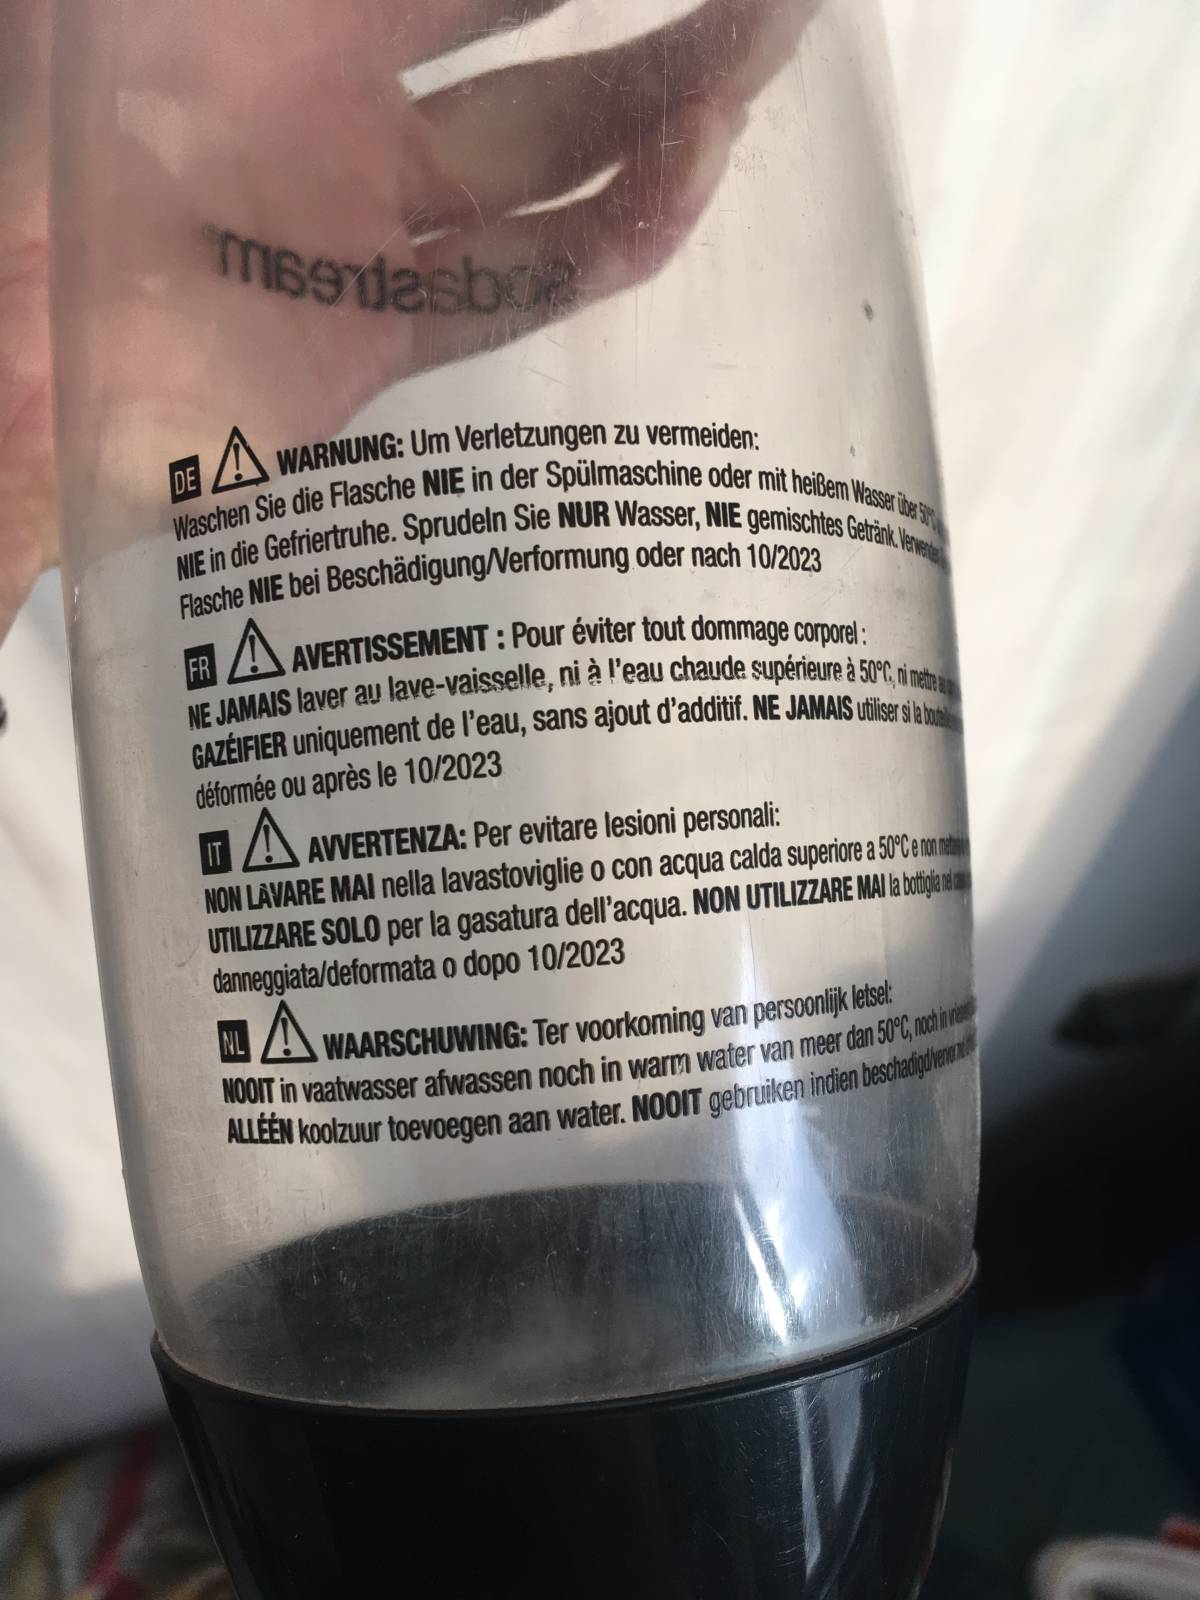 sodastream
DE WARNUNG: Um Verletzungen zu vermeiden:
Waschen Sie die Flasche NIE in der Spülmaschine oder mit heißem Wasser über 50°C
NIE in die Gefriertruhe. Sprudeln Sie NUR Wasser, NIE gemischtes Getränk. Verwenden
Flasche NIE bei Beschädigung/Verformung oder nach 10/2023
FR AVERTISSEMENT : Pour éviter tout dommage corporel :
NE JAMAIS laver au lave-vaisselle, ni à l'eau chaude supérieure à 50°C, ni mettre
GAZÉIFIER uniquement de l'eau, sans ajout d'additif. NE JAMAIS utiliser si la
déformée ou après le 10/2023
IT AVVERTENZA: Per evitare lesioni personali:
NON LAVARE MAI nella lavastoviglie o con acqua calda superiore a 50°C e non
UTILIZZARE SOLO per la gasatura dell'acqua. NON UTILIZZARE MAI la bottiglia nel
danneggiata/deformata o dopo 10/2023
NL WAARSCHUWING: Ter voorkoming van persoonlijk letsel:
NOOIT in vaatwasser afwassen noch in warm water van meer dan 50°C, noch in
ALLÉÉN koolzuur toevoegen aan water. NOOIT gebruiken indien